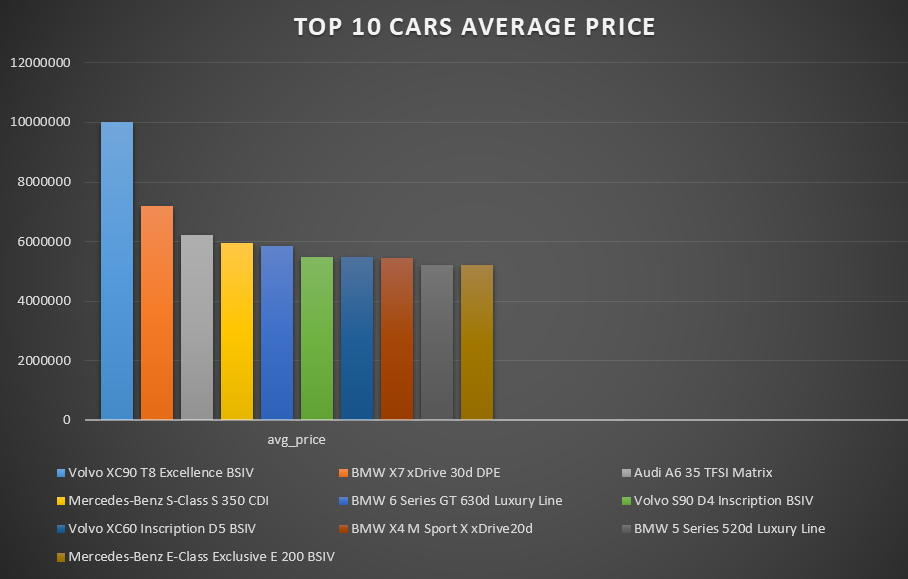 TOP 10 CARS AVERAGE PRICE
12000000
10000000
8000000
6000000
4000000
2000000
0
avg_price
Volvo XC90 T8 Excellence BSIV
BMW X7 xDrive 30d DPE
Audi A6 35 TFSI Matrix
Mercedes-Benz S-Class S 350 CDI
BMW 6 Series GT 630d Luxury Line
Volvo S90 D4 Inscription BSIV
Volvo XC60 Inscription D5 BSIV
BMW X4 M Sport X xDrive20d
BMW 5 Series 520d Luxury Line
Mercedes-Benz E-Class Exclusive E 200 BSIV